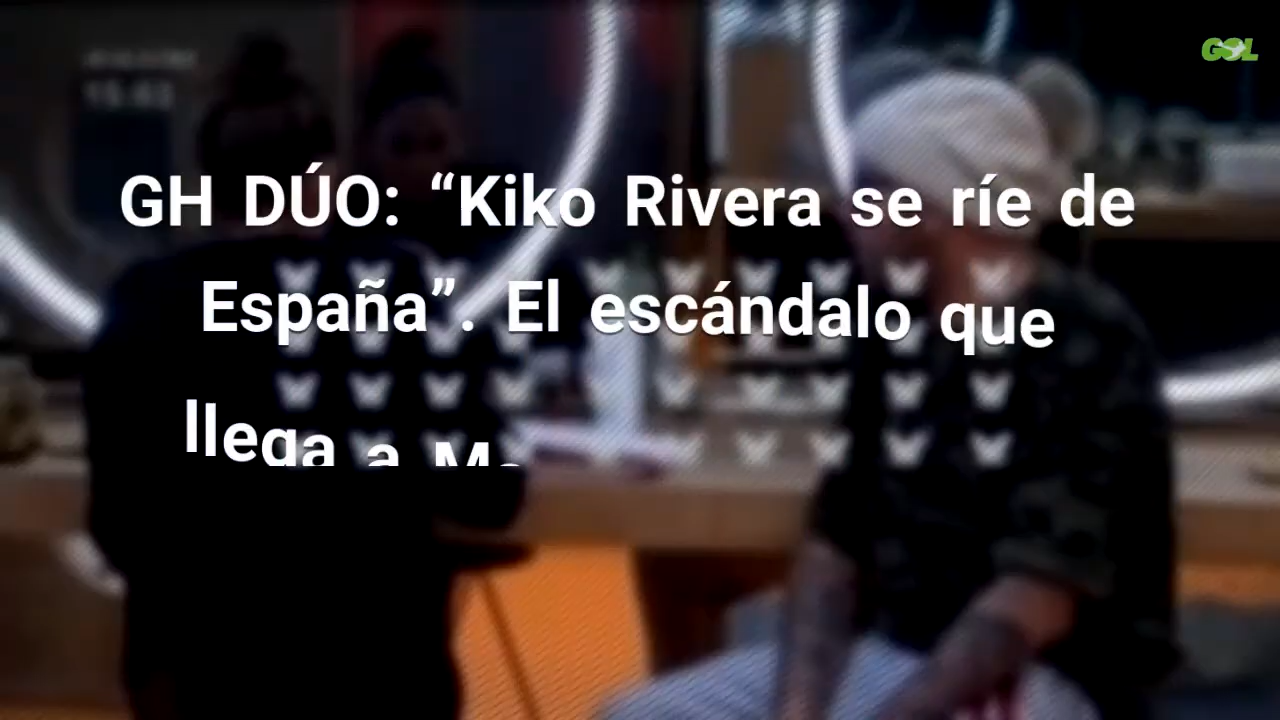 GOL
GH DÚO: “Kiko Rivera se ríe de
España”. El escándalo que
llega a